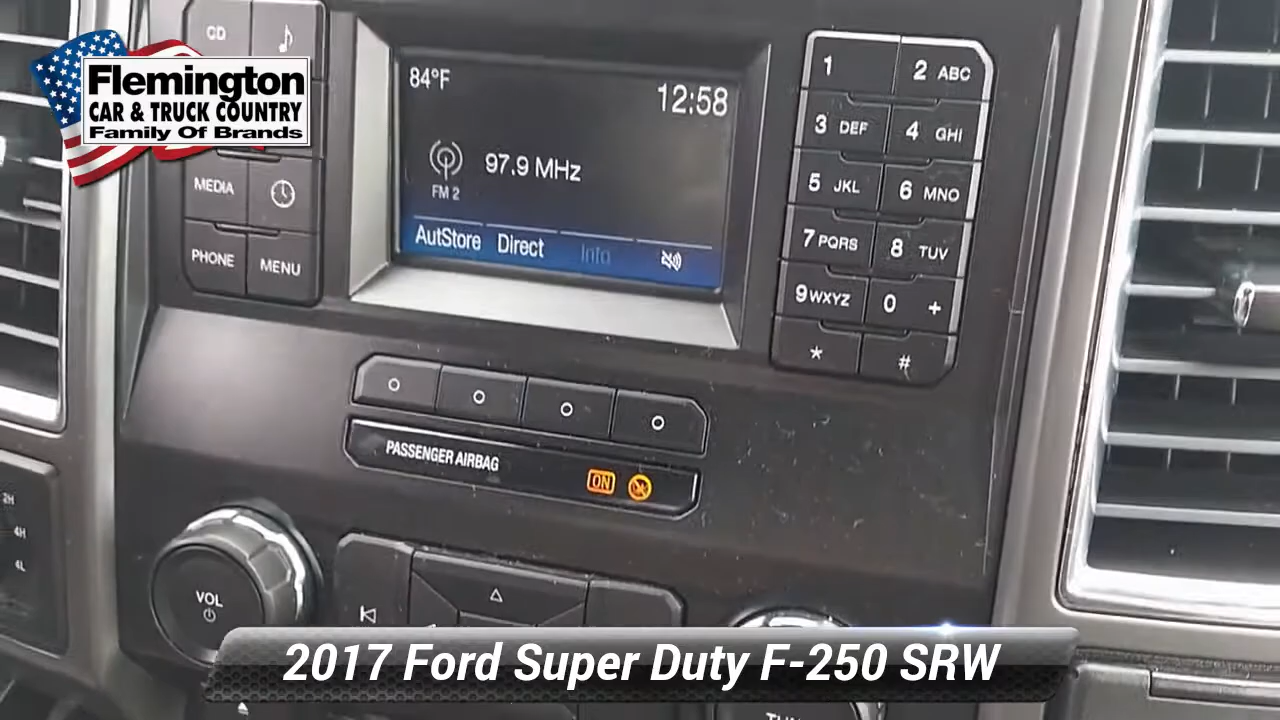 Flemington
CAR & TRUCK COUNTRY
Family Of Brands
CD
MEDIA
PHONE
MENU
84°F
12:58
97.9 MHz
FM 2
AutStore Direct Info
1
2 ABC
3 DEF
4 GHI
5 JKL
6 MNO
7 PQRS
8 TUV
9 WXYZ
0 +
*
#
PASSENGER AIRBAG
ON
2H
4H
4L
VOL
2017 Ford Super Duty F-250 SRW